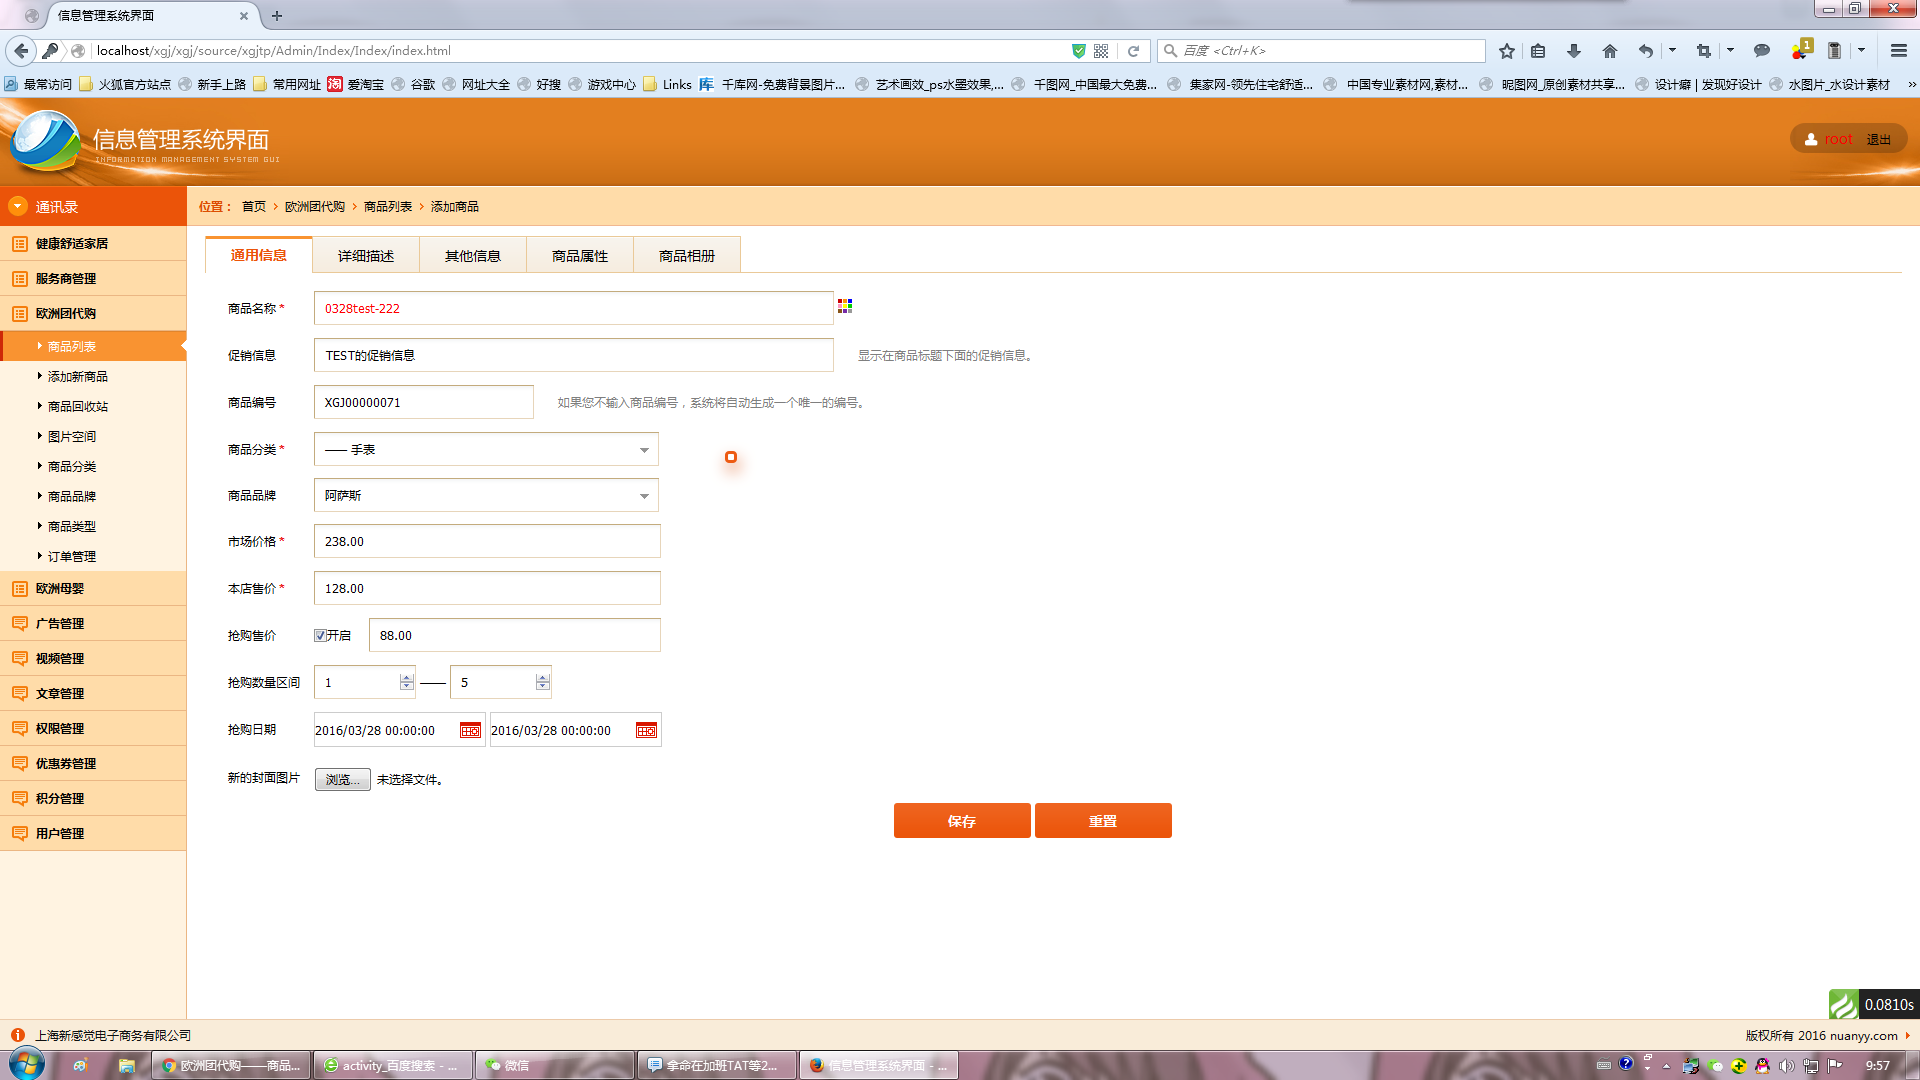 信息管理系统界面
localhost/xgj/xgj/source/xgjtp/Admin/Index/Index/index.html
百度 <Ctrl+K>
1
最常访问 火狐官方站点 新手上路 常用网址 淘 爱淘宝 谷歌 网址大全 好搜 游戏中心 Links 库 千库网-免费背景图片... 艺术画效_ps水墨效果,... 千图网_中国最大免费... 集家网-领先住宅舒适... 中国专业素材网,素材... 昵图网_原创素材共享... 设计癖 | 发现好设计 水图片_水设计素材 »
信息管理系统界面
INFORMATION MANAGEMENT SYSTEM GUI
root 退出
通讯录
位置： 首页 › 欧洲团代购 › 商品列表 › 添加商品
健康舒适家居
服务商管理
欧洲团代购
商品列表
添加新商品
商品回收站
图片空间
商品分类
商品品牌
商品类型
订单管理
欧洲母婴
广告管理
视频管理
文章管理
权限管理
优惠券管理
积分管理
用户管理
通用信息 详细描述 其他信息 商品属性 商品相册
商品名称* 0328test-222
促销信息 TEST的促销信息 显示在商品标题下面的促销信息。
商品编号 XGJ00000071 如果您不输入商品编号，系统将自动生成一个唯一的编号。
商品分类* —— 手表
商品品牌 阿萨斯
市场价格* 238.00
本店售价* 128.00
抢购售价 开启 88.00
抢购数量区间 1 —— 5
抢购日期 2016/03/28 00:00:00 2016/03/28 00:00:00
新的封面图片 浏览... 未选择文件。
保存 重置
0.0810s
上海新感觉电子商务有限公司
版权所有 2016 nuanyy.com
欧洲团代购——商品... activity_百度搜索 - ... 微信 拿命在加班TAT等2... 信息管理系统界面 - ... 9:57